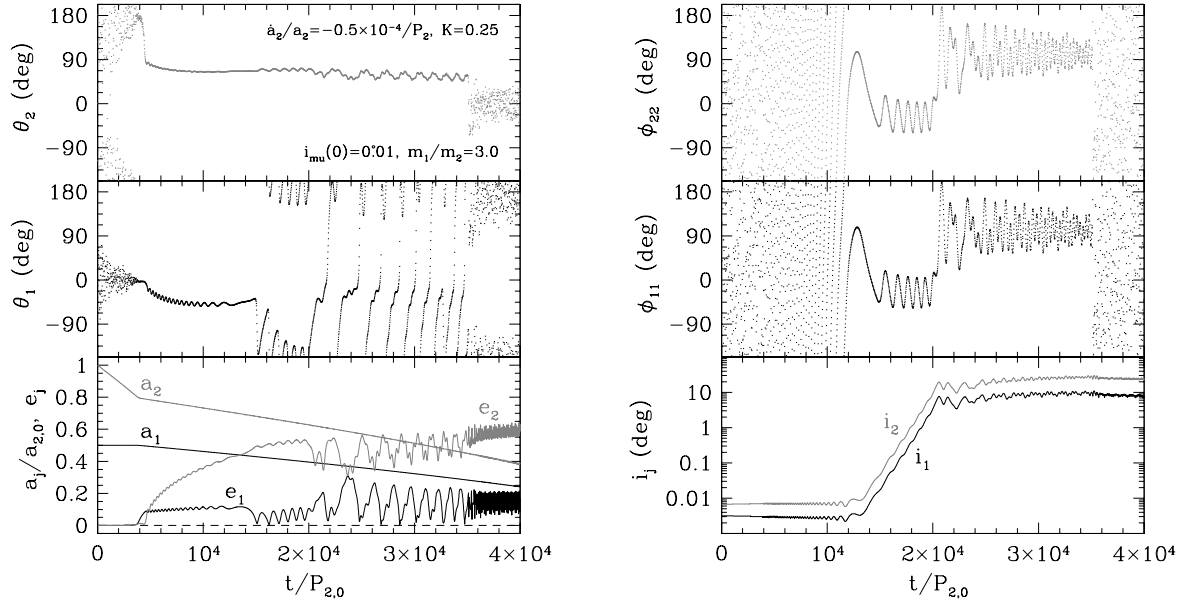 180
90
0
−90
θ₂ (deg)
ȧ₂/a₂=−0.5×10⁻⁴/P₂, K=0.25
i_mu(0)=0°.01, m₁/m₂=3.0
180
90
0
−90
θ₁ (deg)
1
0.8
0.6
0.4
0.2
0
a_j/a_2,0, e_j
a₂
a₁
e₂
e₁
0
10⁴
2×10⁴
3×10⁴
4×10⁴
t/P_2,0
180
90
0
−90
ϕ₂₂ (deg)
180
90
0
−90
ϕ₁₁ (deg)
10
1
0.1
0.01
i_j (deg)
i₂
i₁
0
10⁴
2×10⁴
3×10⁴
4×10⁴
t/P_2,0